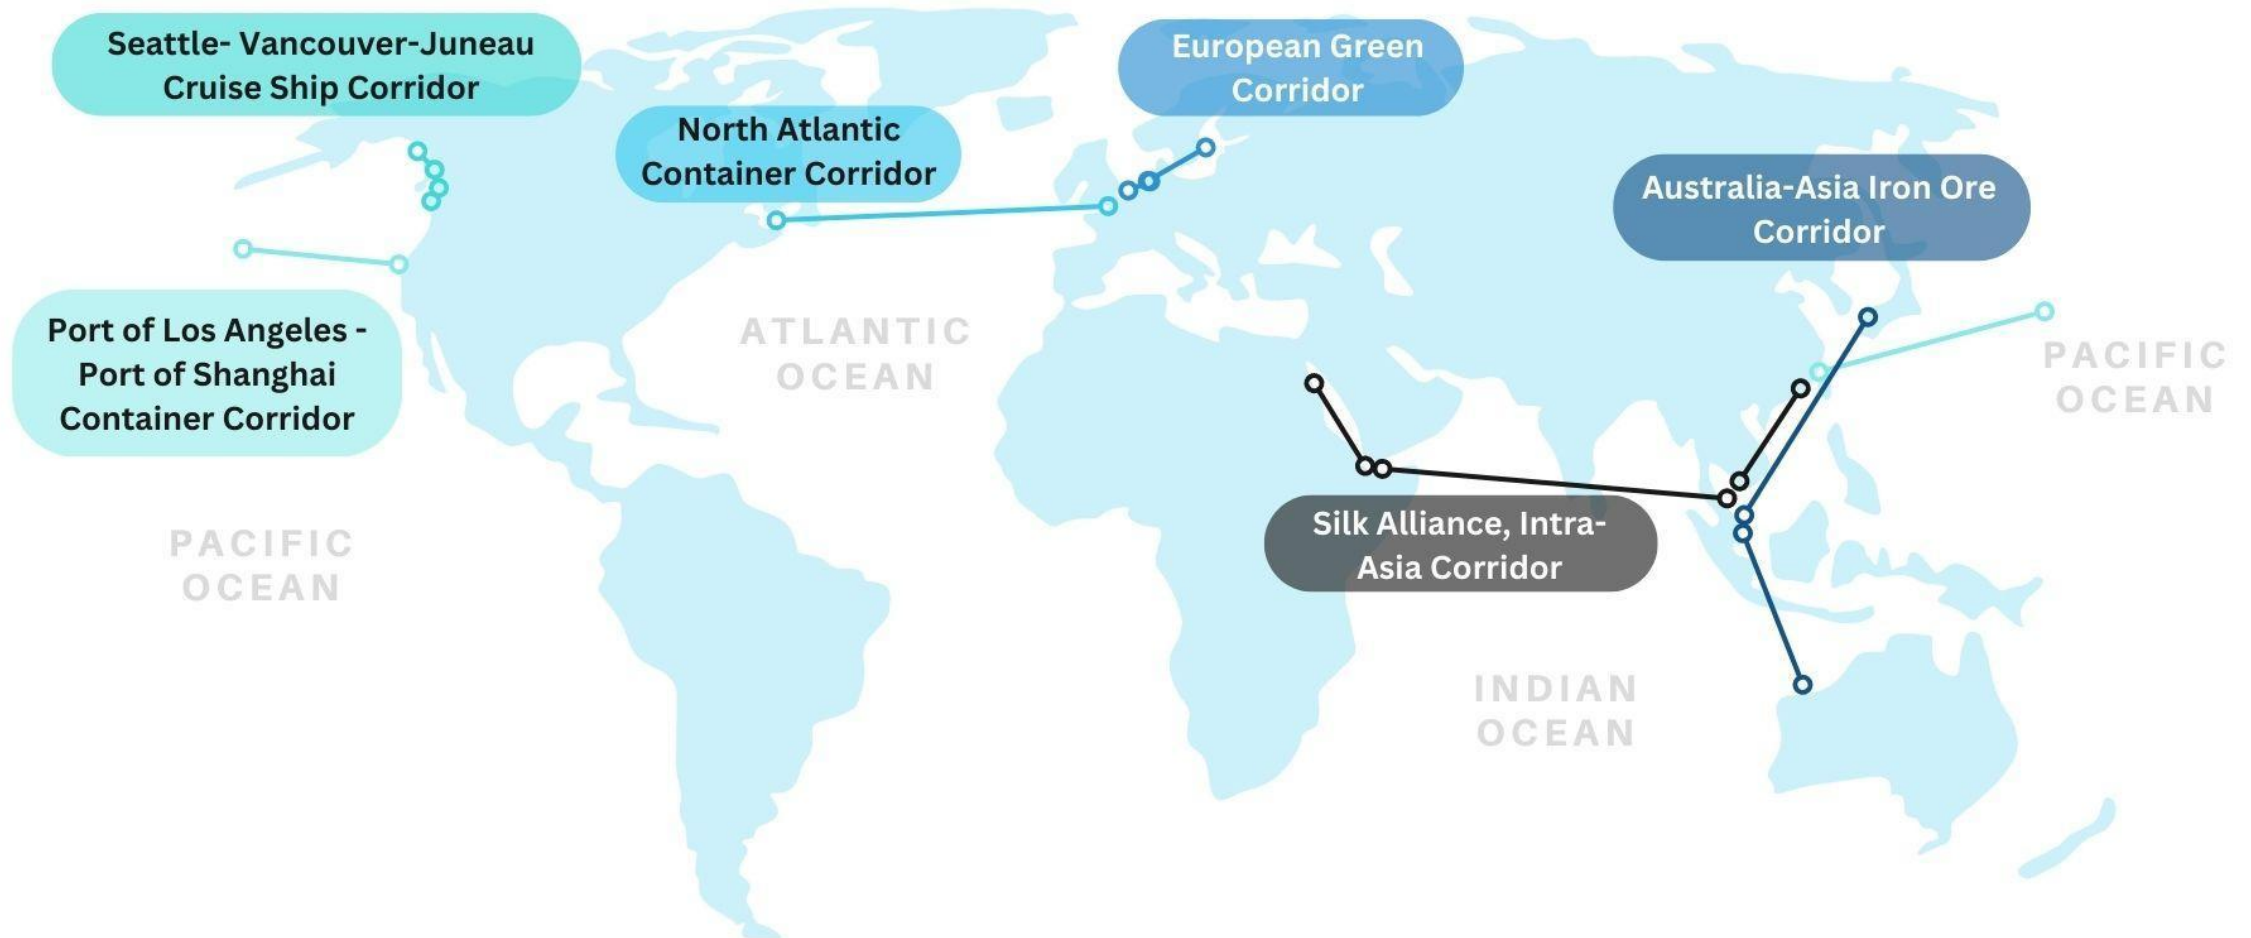 Seattle- Vancouver-Juneau
Cruise Ship Corridor
European Green
Corridor
North Atlantic
Container Corridor
Australia-Asia Iron Ore
Corridor
Port of Los Angeles -
Port of Shanghai
Container Corridor
ATLANTIC
OCEAN
PACIFIC
OCEAN
Silk Alliance, Intra-
Asia Corridor
PACIFIC
OCEAN
INDIAN
OCEAN